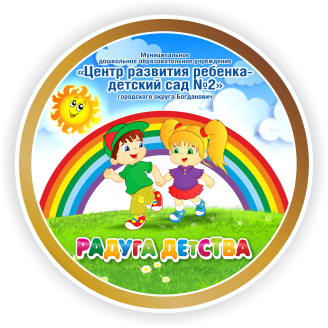 Муниципальное
дошкольное образовательное учреждение
«Центр развития ребенка-
детский сад №2»
городского округа Богданович
РАДУГА ДЕТСТВА